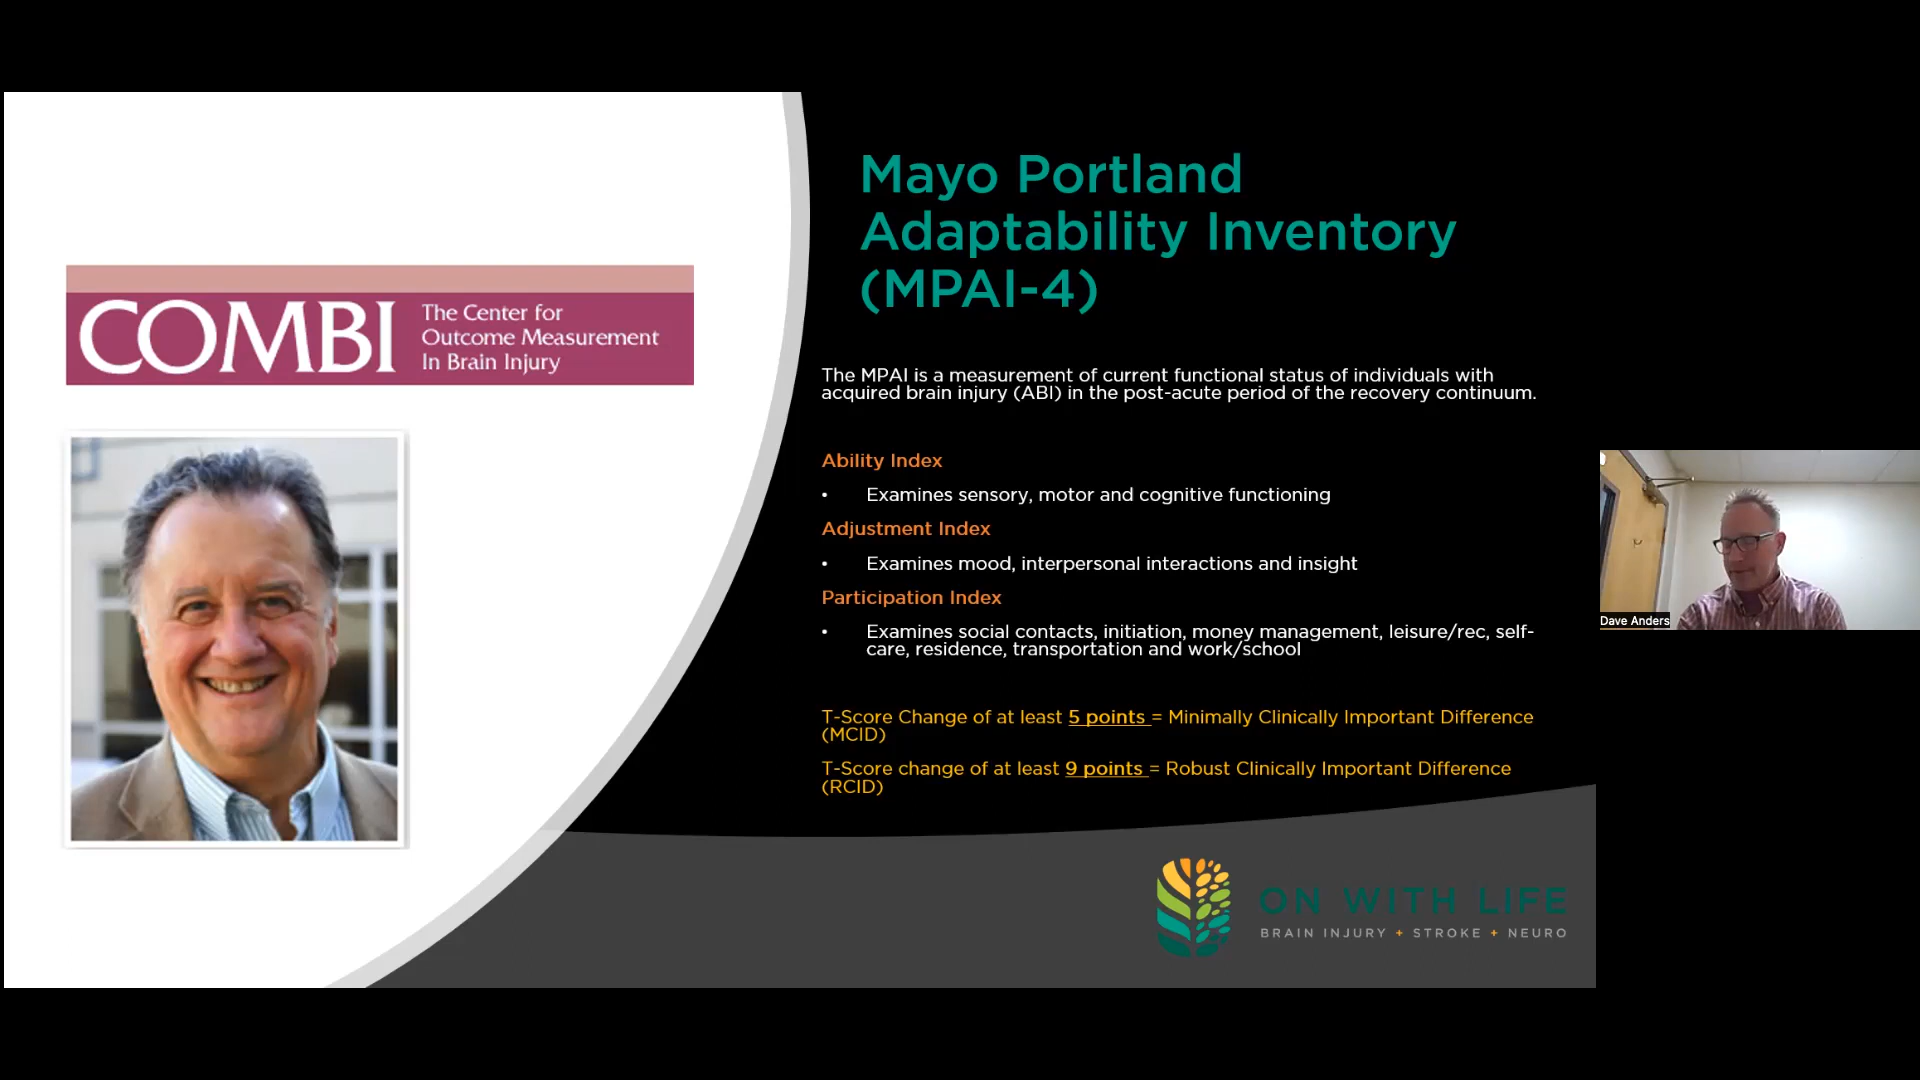 COMBI
The Center for
Outcome Measurement
In Brain Injury
Mayo Portland
Adaptability Inventory
(MPAI-4)
The MPAI is a measurement of current functional status of individuals with
acquired brain injury (ABI) in the post-acute period of the recovery continuum.
Ability Index
• Examines sensory, motor and cognitive functioning
Adjustment Index
• Examines mood, interpersonal interactions and insight
Participation Index
• Examines social contacts, initiation, money management, leisure/rec, self-
care, residence, transportation and work/school
T-Score Change of at least 5 points = Minimally Clinically Important Difference
(MCID)
T-Score change of at least 9 points = Robust Clinically Important Difference
(RCID)
ON WITH LIFE
BRAIN INJURY + STROKE + NEURO
Dave Anders